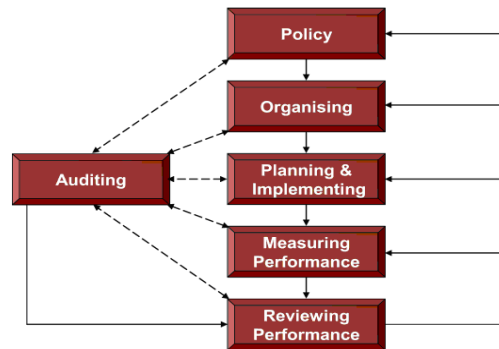 Policy
Organising
Auditing
Planning &
Implementing
Measuring
Performance
Reviewing
Performance